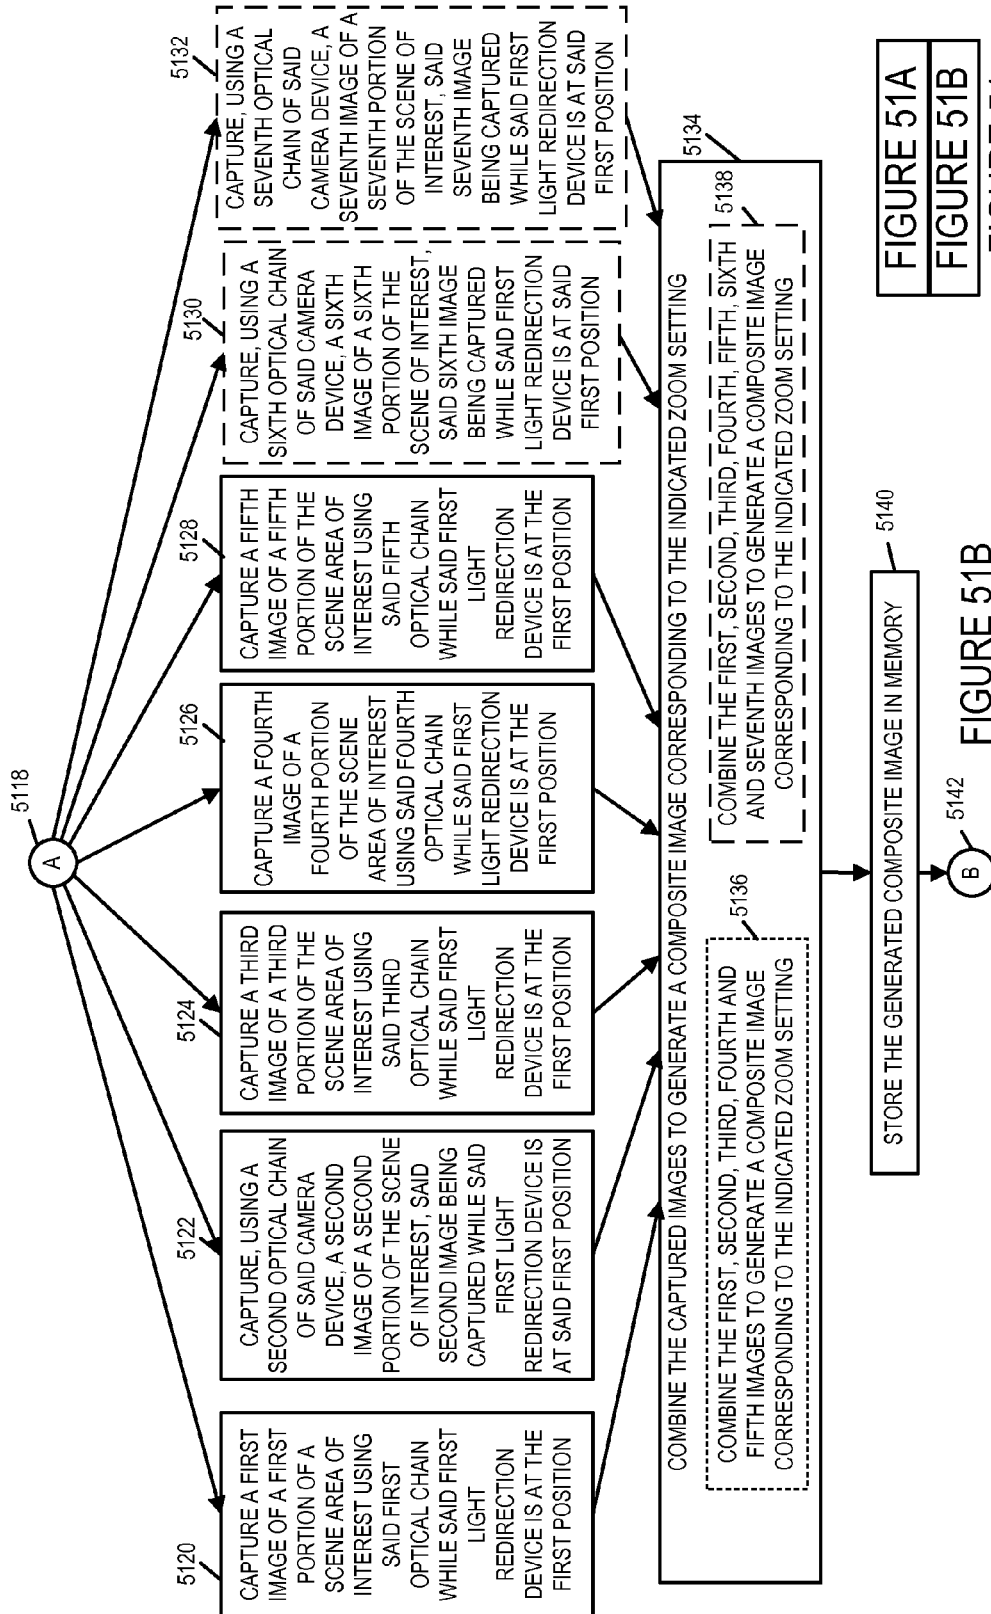 5118
A
5120
CAPTURE A FIRST
IMAGE OF A FIRST
PORTION OF A
SCENE AREA OF
INTEREST USING
SAID FIRST
OPTICAL CHAIN
WHILE SAID FIRST
LIGHT
REDIRECTION
DEVICE IS AT THE
FIRST POSITION
5122
CAPTURE, USING A
SECOND OPTICAL CHAIN
OF SAID CAMERA
DEVICE, A SECOND
IMAGE OF A SECOND
PORTION OF THE SCENE
OF INTEREST, SAID
SECOND IMAGE BEING
CAPTURED WHILE SAID
FIRST LIGHT
REDIRECTION DEVICE IS
AT SAID FIRST POSITION
5124
CAPTURE A THIRD
IMAGE OF A THIRD
PORTION OF THE
SCENE AREA OF
INTEREST USING
SAID THIRD
OPTICAL CHAIN
WHILE SAID FIRST
LIGHT
REDIRECTION
DEVICE IS AT THE
FIRST POSITION
5126
CAPTURE A FOURTH
IMAGE OF A
FOURTH PORTION
OF THE SCENE
AREA OF INTEREST
USING SAID FOURTH
OPTICAL CHAIN
WHILE SAID FIRST
LIGHT REDIRECTION
DEVICE IS AT THE
FIRST POSITION
5128
CAPTURE A FIFTH
IMAGE OF A FIFTH
PORTION OF THE
SCENE AREA OF
INTEREST USING
SAID FIFTH
OPTICAL CHAIN
WHILE SAID FIRST
LIGHT
REDIRECTION
DEVICE IS AT THE
FIRST POSITION
5130
CAPTURE, USING A
SIXTH OPTICAL CHAIN
OF SAID CAMERA
DEVICE, A SIXTH
IMAGE OF A SIXTH
PORTION OF THE
SCENE OF INTEREST,
SAID SIXTH IMAGE
BEING CAPTURED
WHILE SAID FIRST
LIGHT REDIRECTION
DEVICE IS AT SAID
FIRST POSITION
5132
CAPTURE, USING A
SEVENTH OPTICAL
CHAIN OF SAID
CAMERA DEVICE, A
SEVENTH IMAGE OF A
SEVENTH PORTION
OF THE SCENE OF
INTEREST, SAID
SEVENTH IMAGE
BEING CAPTURED
WHILE SAID FIRST
LIGHT REDIRECTION
DEVICE IS AT SAID
FIRST POSITION
5134
COMBINE THE CAPTURED IMAGES TO GENERATE A COMPOSITE IMAGE CORRESPONDING TO THE INDICATED ZOOM SETTING
5136
COMBINE THE FIRST, SECOND, THIRD, FOURTH AND
FIFTH IMAGES TO GENERATE A COMPOSITE IMAGE
CORRESPONDING TO THE INDICATED ZOOM SETTING
5138
COMBINE THE FIRST, SECOND, THIRD, FOURTH, FIFTH, SIXTH
AND SEVENTH IMAGES TO GENERATE A COMPOSITE IMAGE
CORRESPONDING TO THE INDICATED ZOOM SETTING
5140
STORE THE GENERATED COMPOSITE IMAGE IN MEMORY
5142
B
FIGURE 51B
FIGURE 51A
FIGURE 51B